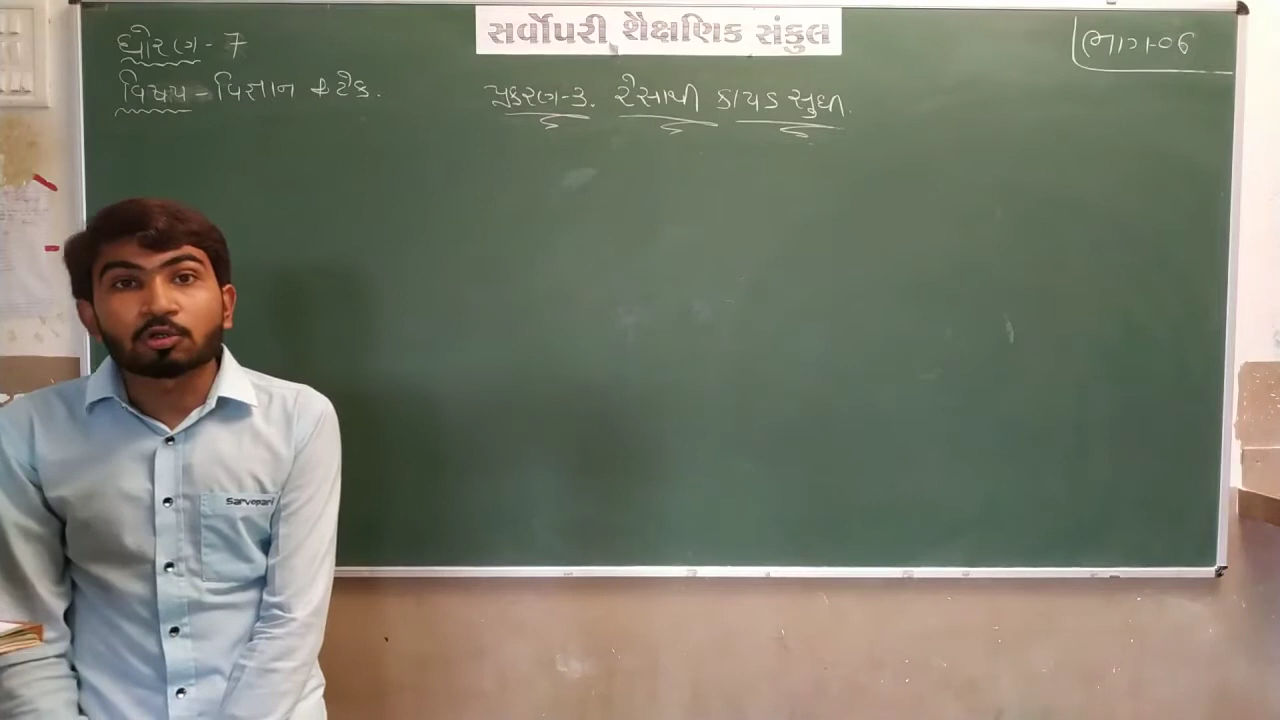 સર્વોપરી શૈક્ષણિક સંકુલ
ધોરણ - 7
ભાગ-06
વિષય - વિજ્ઞાન & ટેક.
પ્રકરણ-3. રેસાથી કાપડ સુધી.
Sarvopari